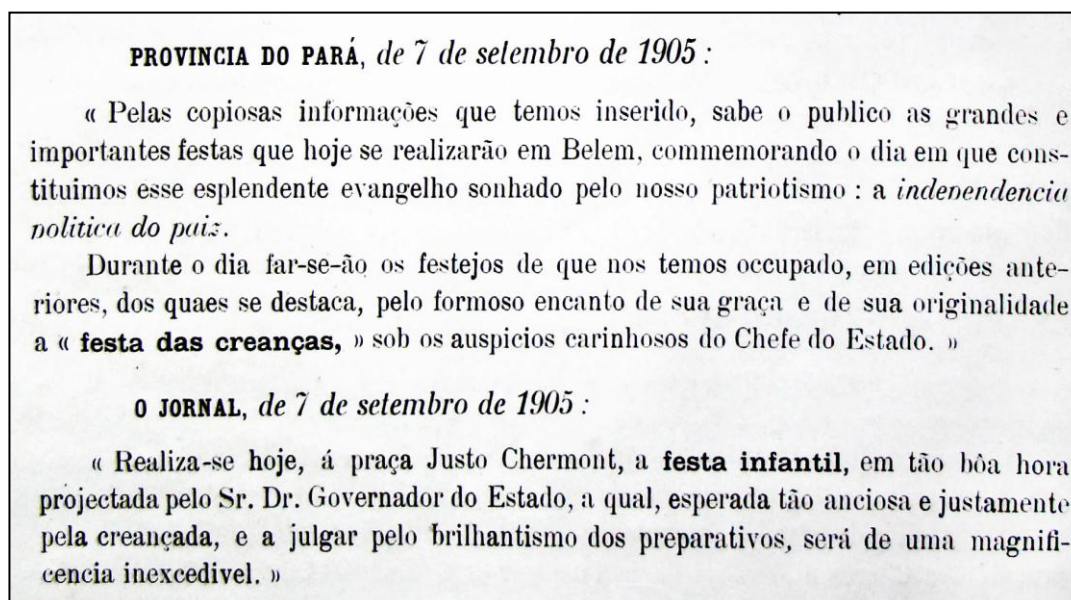 PROVINCIA DO PARÁ, de 7 de setembro de 1905 :
« Pelas copiosas informações que temos inserido, sabe o publico as grandes e
importantes festas que hoje se realizarão em Belem, commemorando o dia em que cons-
tituimos esse esplendente evangelho sonhado pelo nosso patriotismo : a independencia
politica do paiz.
Durante o dia far-se-ão os festejos de que nos temos occupado, em edições ante-
riores, dos quaes se destaca, pelo formoso encanto de sua graça e de sua originalidade
a « festa das creanças, » sob os auspicios carinhosos do Chefe do Estado. »
O JORNAL, de 7 de setembro de 1905 :
« Realiza-se hoje, á praça Justo Chermont, a festa infantil, em tão bôa hora
projectada pelo Sr. Dr. Governador do Estado, a qual, esperada tão anciosa e justamente
pela creançada, e a julgar pelo brilhantismo dos preparativos, será de uma magnifi-
cencia inexcedivel. »